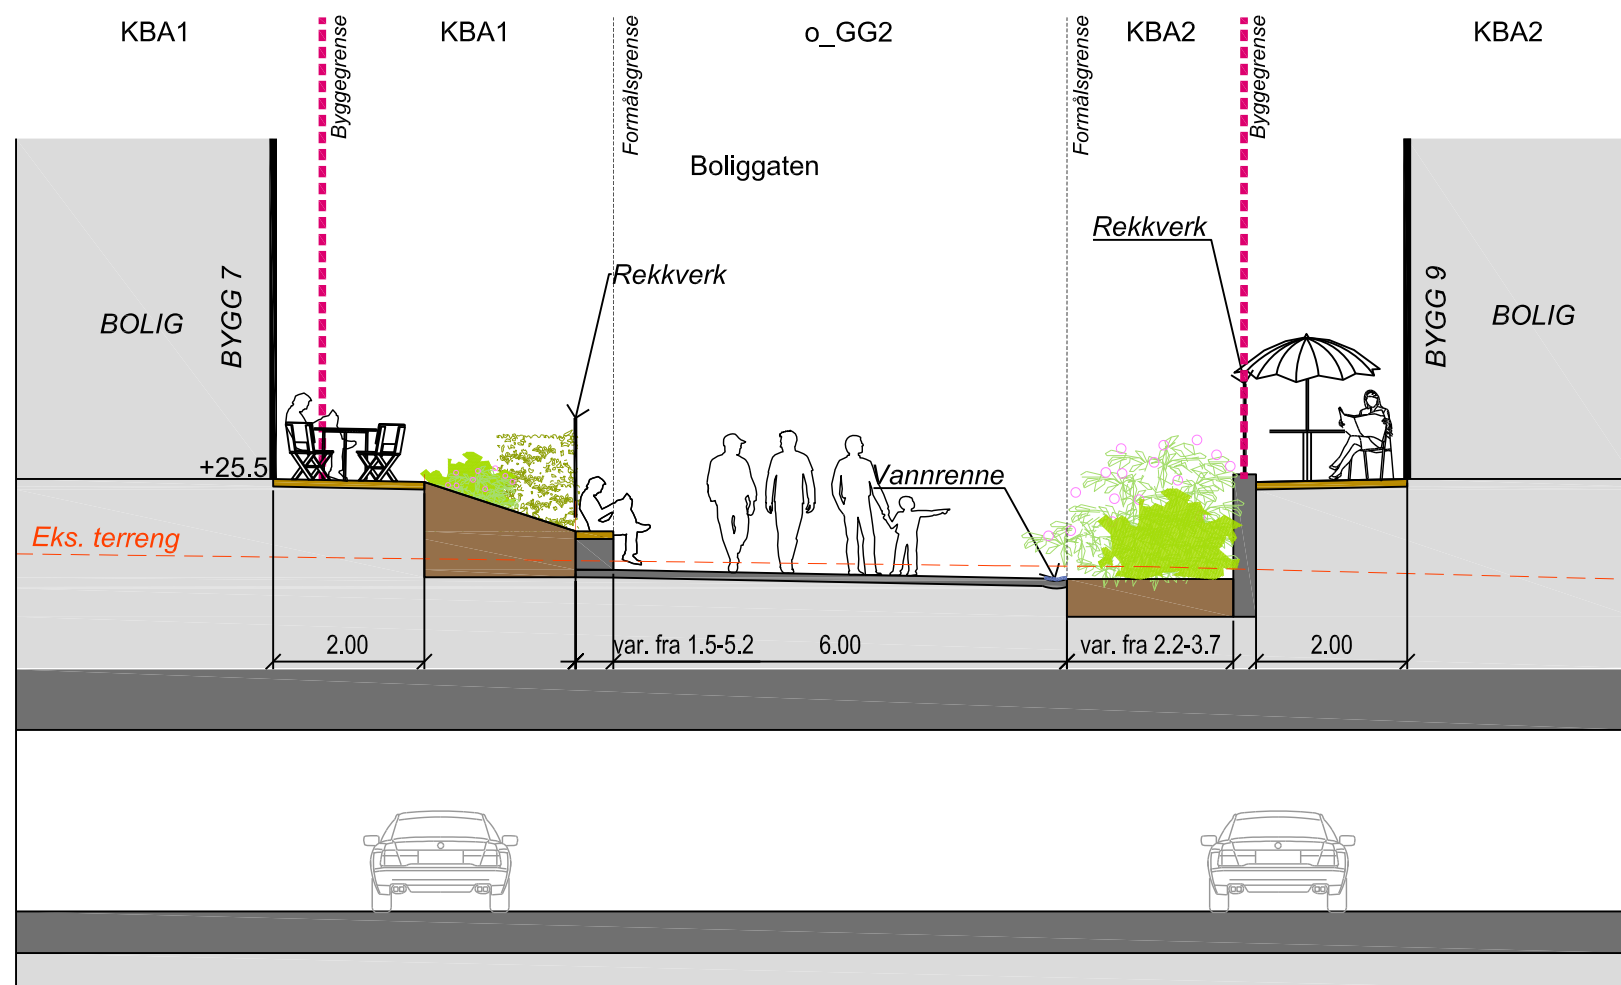 KBA1
KBA1
o_GG2
KBA2
KBA2
Byggegrense
Formålsgrense
Formålsgrense
Byggegrense
Boliggaten
Rekkverk
Rekkverk
BOLIG
BYGG 7
BYGG 9
BOLIG
+25.5
Vannrenne
Eks. terreng
2.00
var. fra 1.5-5.2
6.00
var. fra 2.2-3.7
2.00